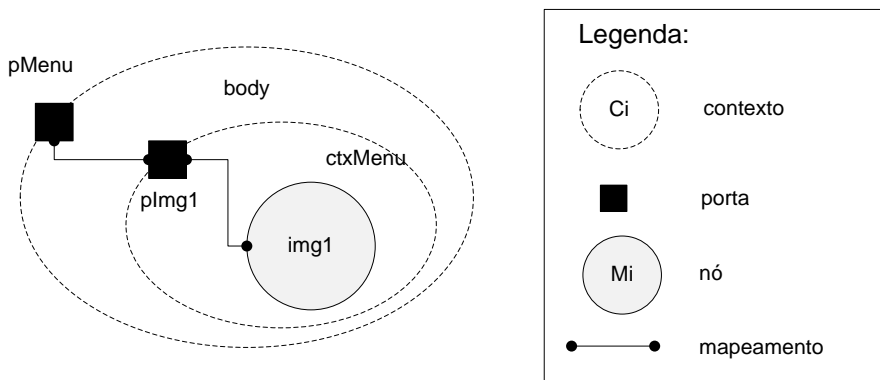 pMenu
body
ctxMenu
pImg1
img1
Legenda:
Ci
contexto
porta
Mi
nó
mapeamento